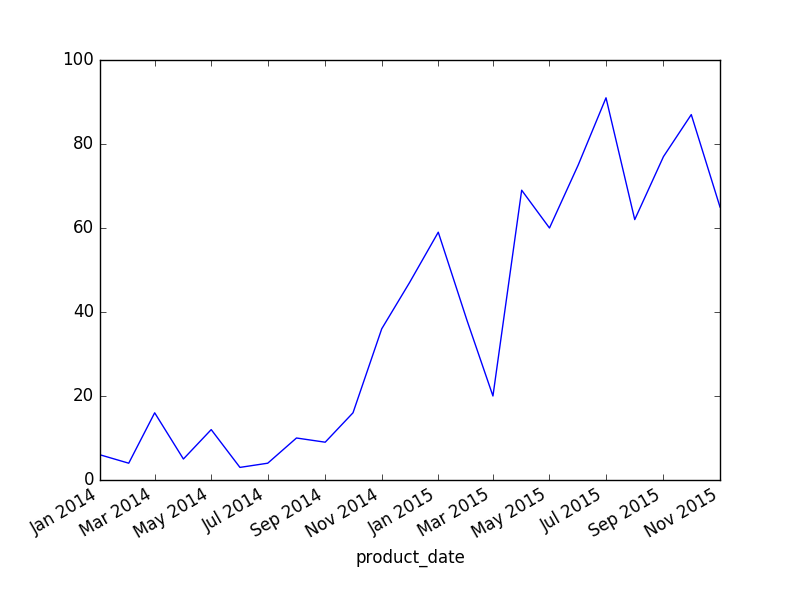 100
80
60
40
20
0
Jan 2014
Mar 2014
May 2014
Jul 2014
Sep 2014
Nov 2014
Jan 2015
Mar 2015
May 2015
Jul 2015
Sep 2015
Nov 2015
product_date